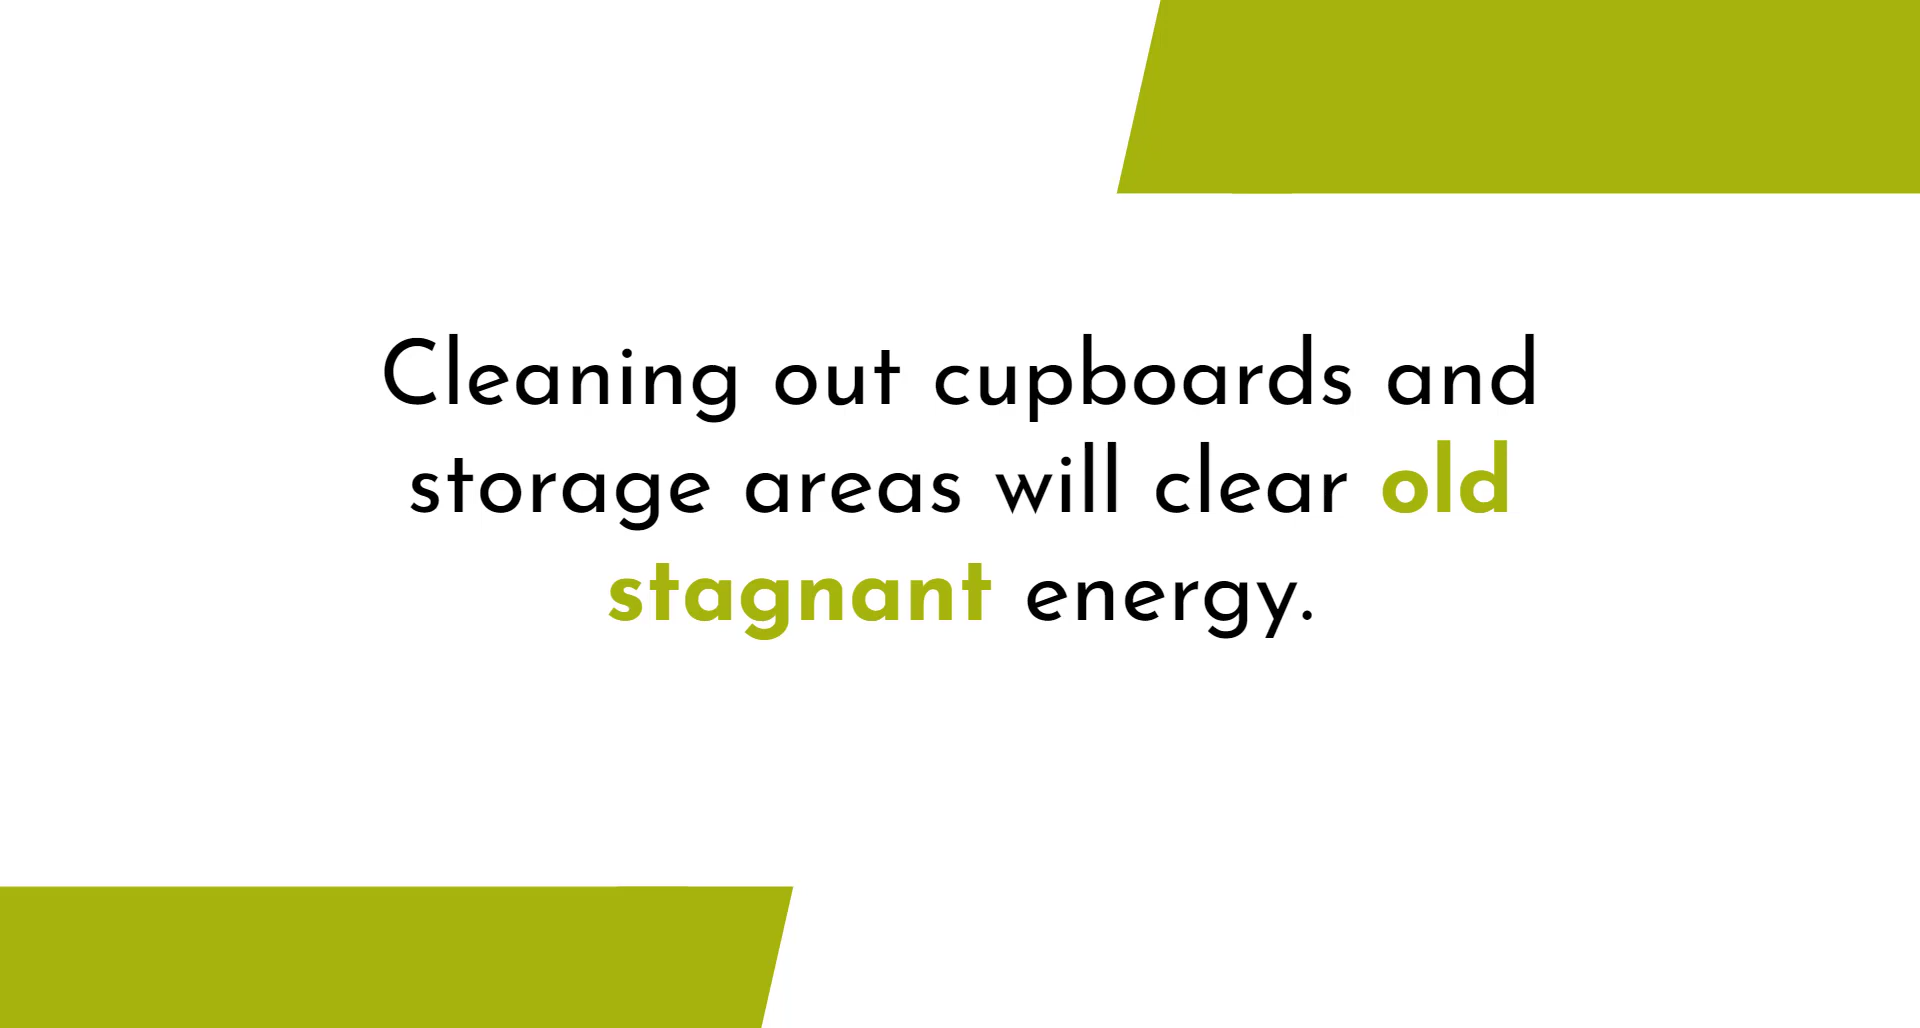 Cleaning out cupboards and
storage areas will clear old
stagnant energy.